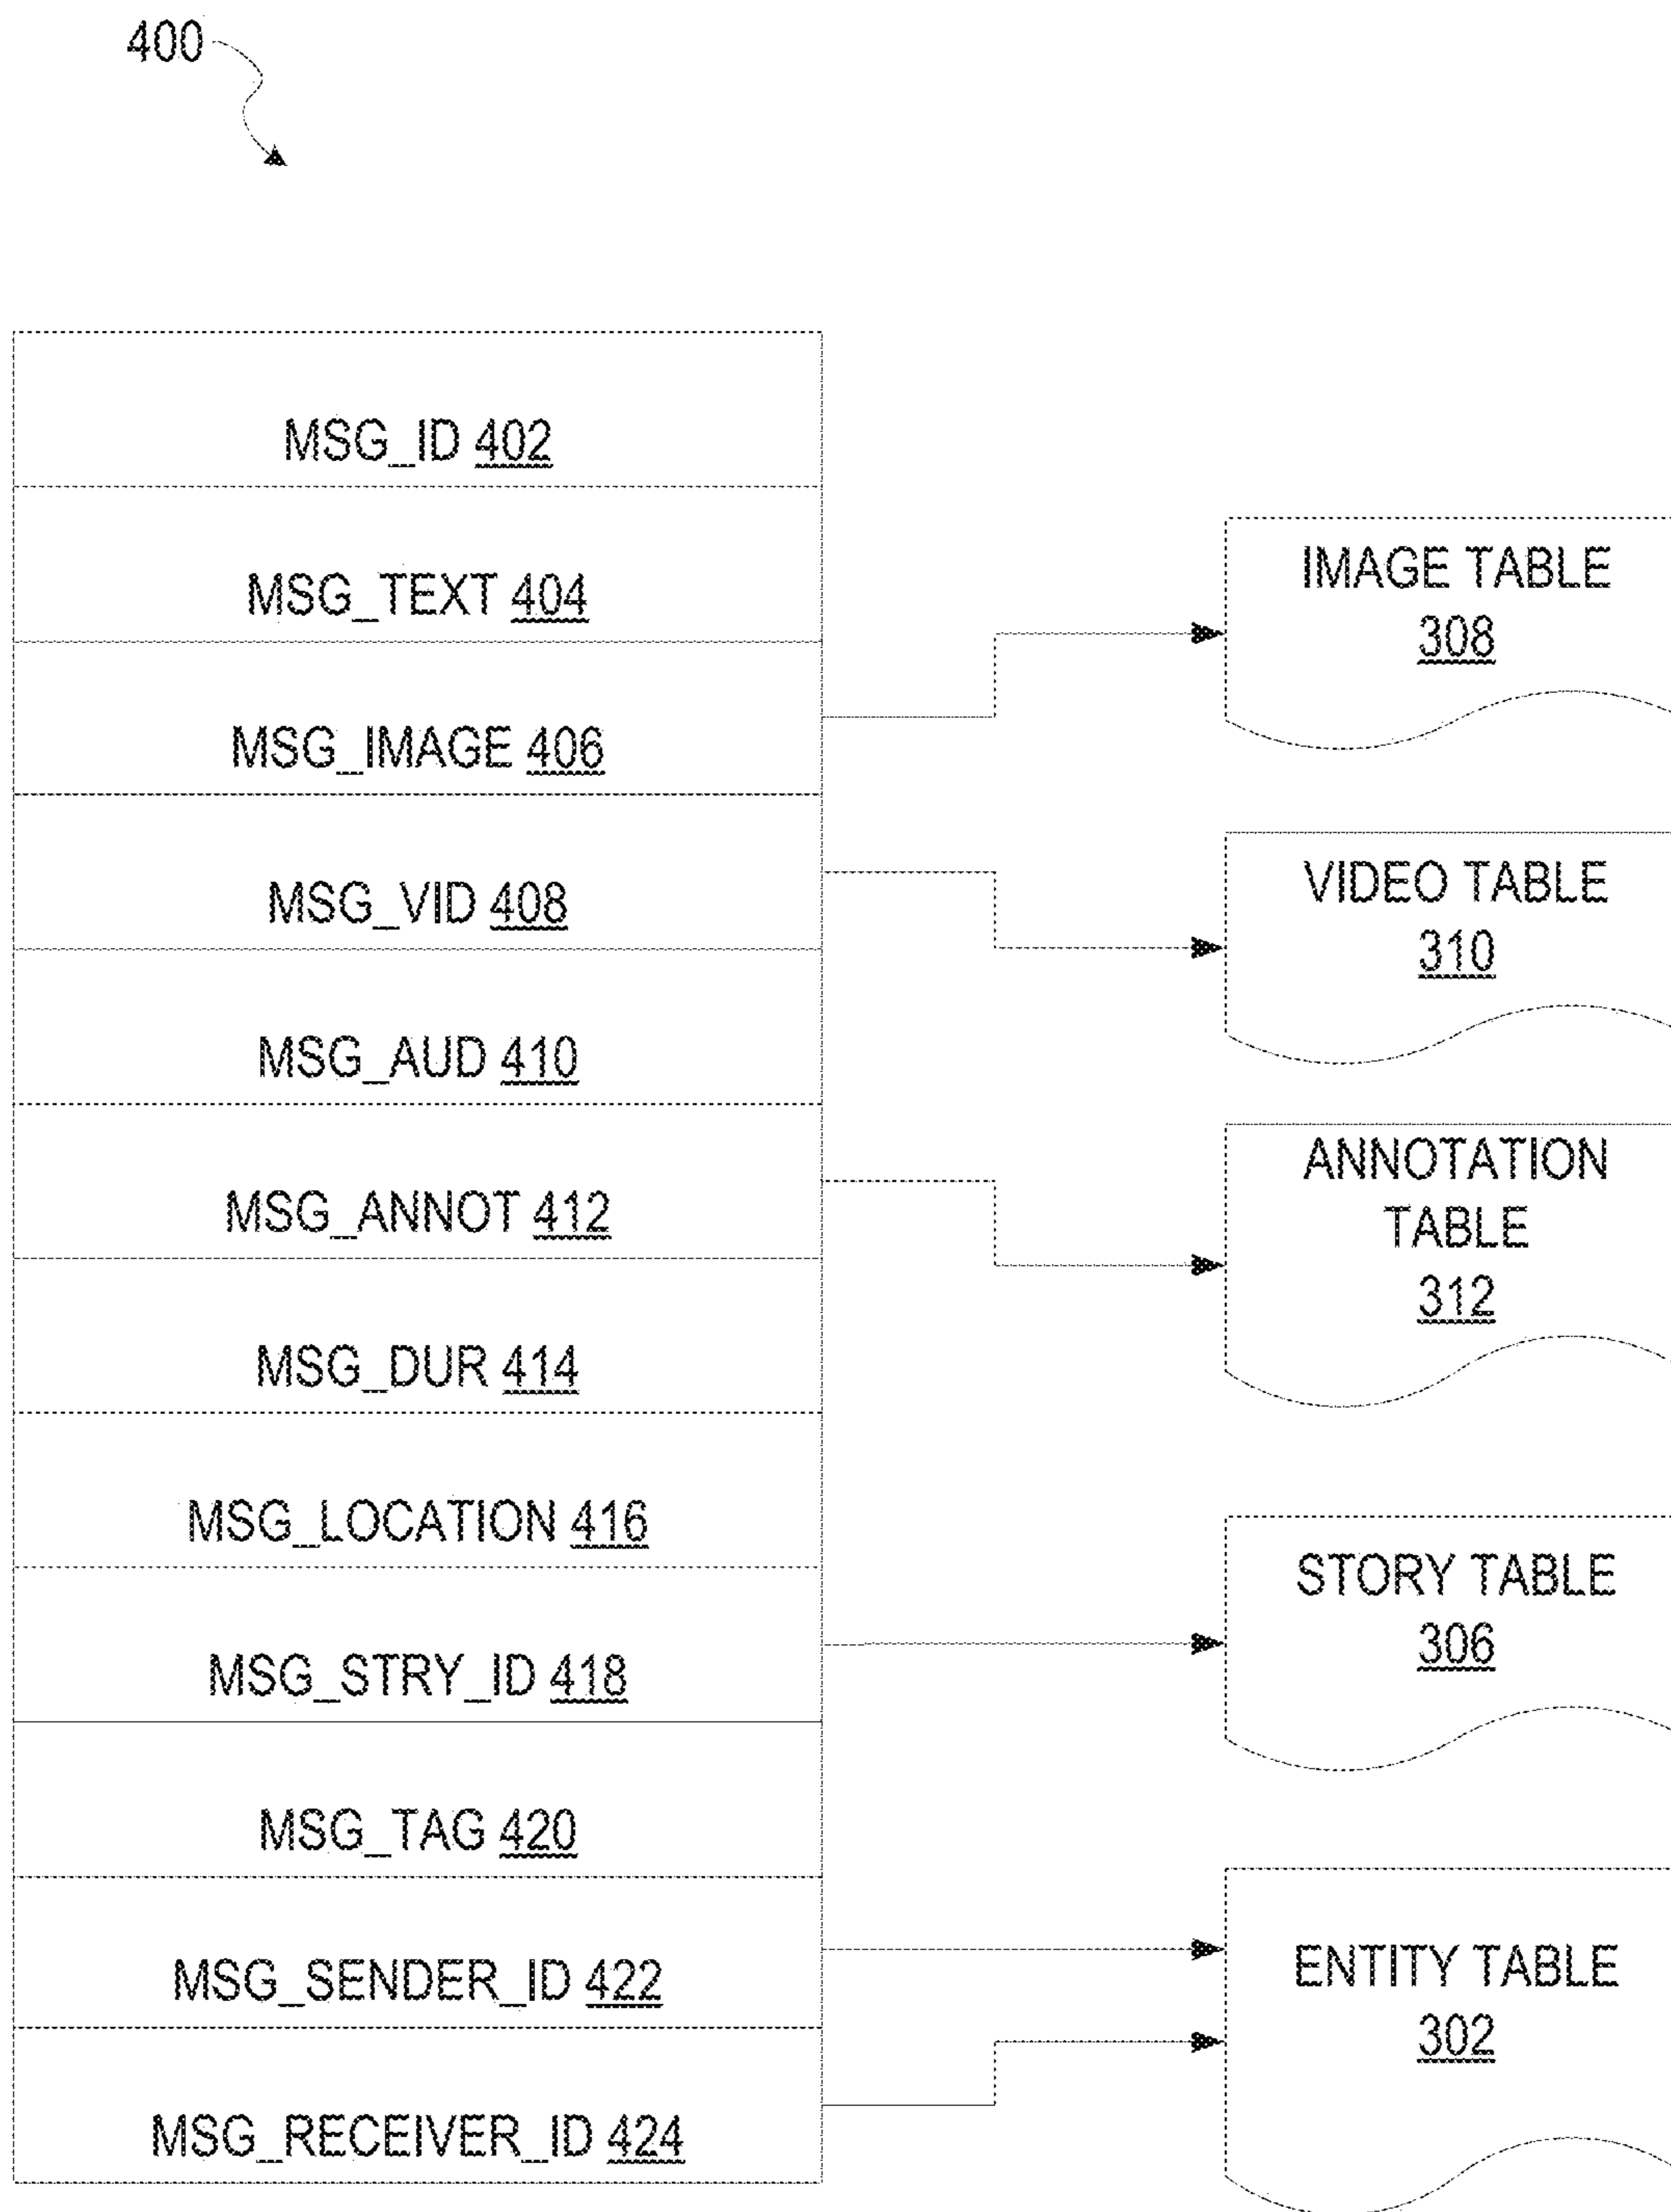 400
MSG_ID 402
MSG_TEXT 404
MSG_IMAGE 406
MSG_VID 408
MSG_AUD 410
MSG_ANNOT 412
MSG_DUR 414
MSG_LOCATION 416
MSG_STRY_ID 418
MSG_TAG 420
MSG_SENDER_ID 422
MSG_RECEIVER_ID 424
IMAGE TABLE
308
VIDEO TABLE
310
ANNOTATION
TABLE
312
STORY TABLE
306
ENTITY TABLE
302